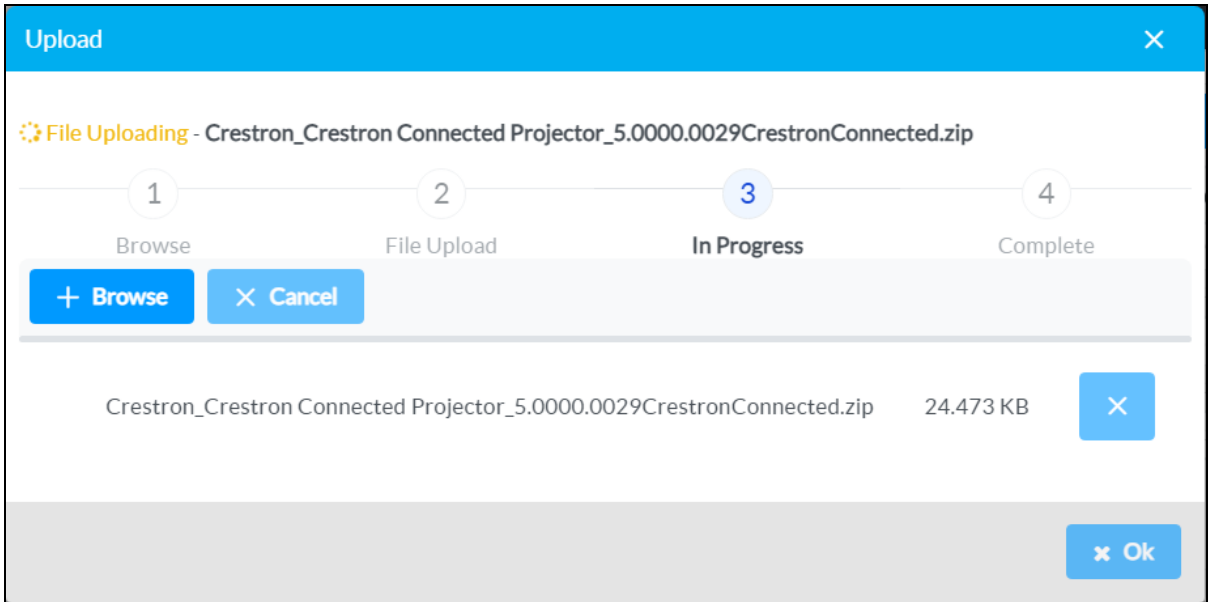 Upload
File Uploading - Crestron_Crestron Connected Projector_5.0000.0029CrestronConnected.zip
1 2 3 4
Browse File Upload In Progress Complete
Browse Cancel
Crestron_Crestron Connected Projector_5.0000.0029CrestronConnected.zip 24.473 KB
Ok